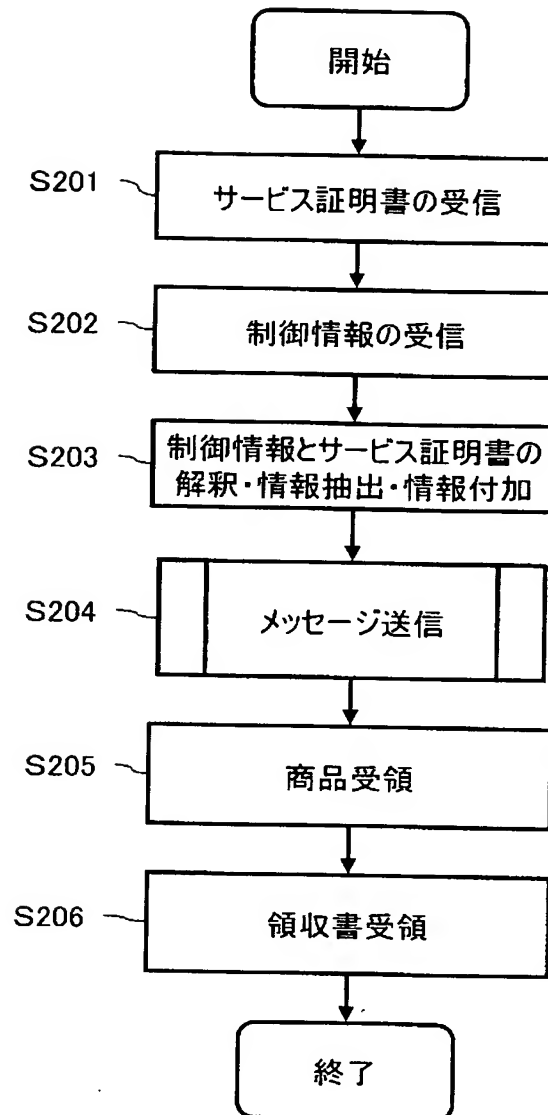 開始
S201
サービス証明書の受信
S202
制御情報の受信
S203
制御情報とサービス証明書の
解釈・情報抽出・情報付加
S204
メッセージ送信
S205
商品受領
S206
領収書受領
終了